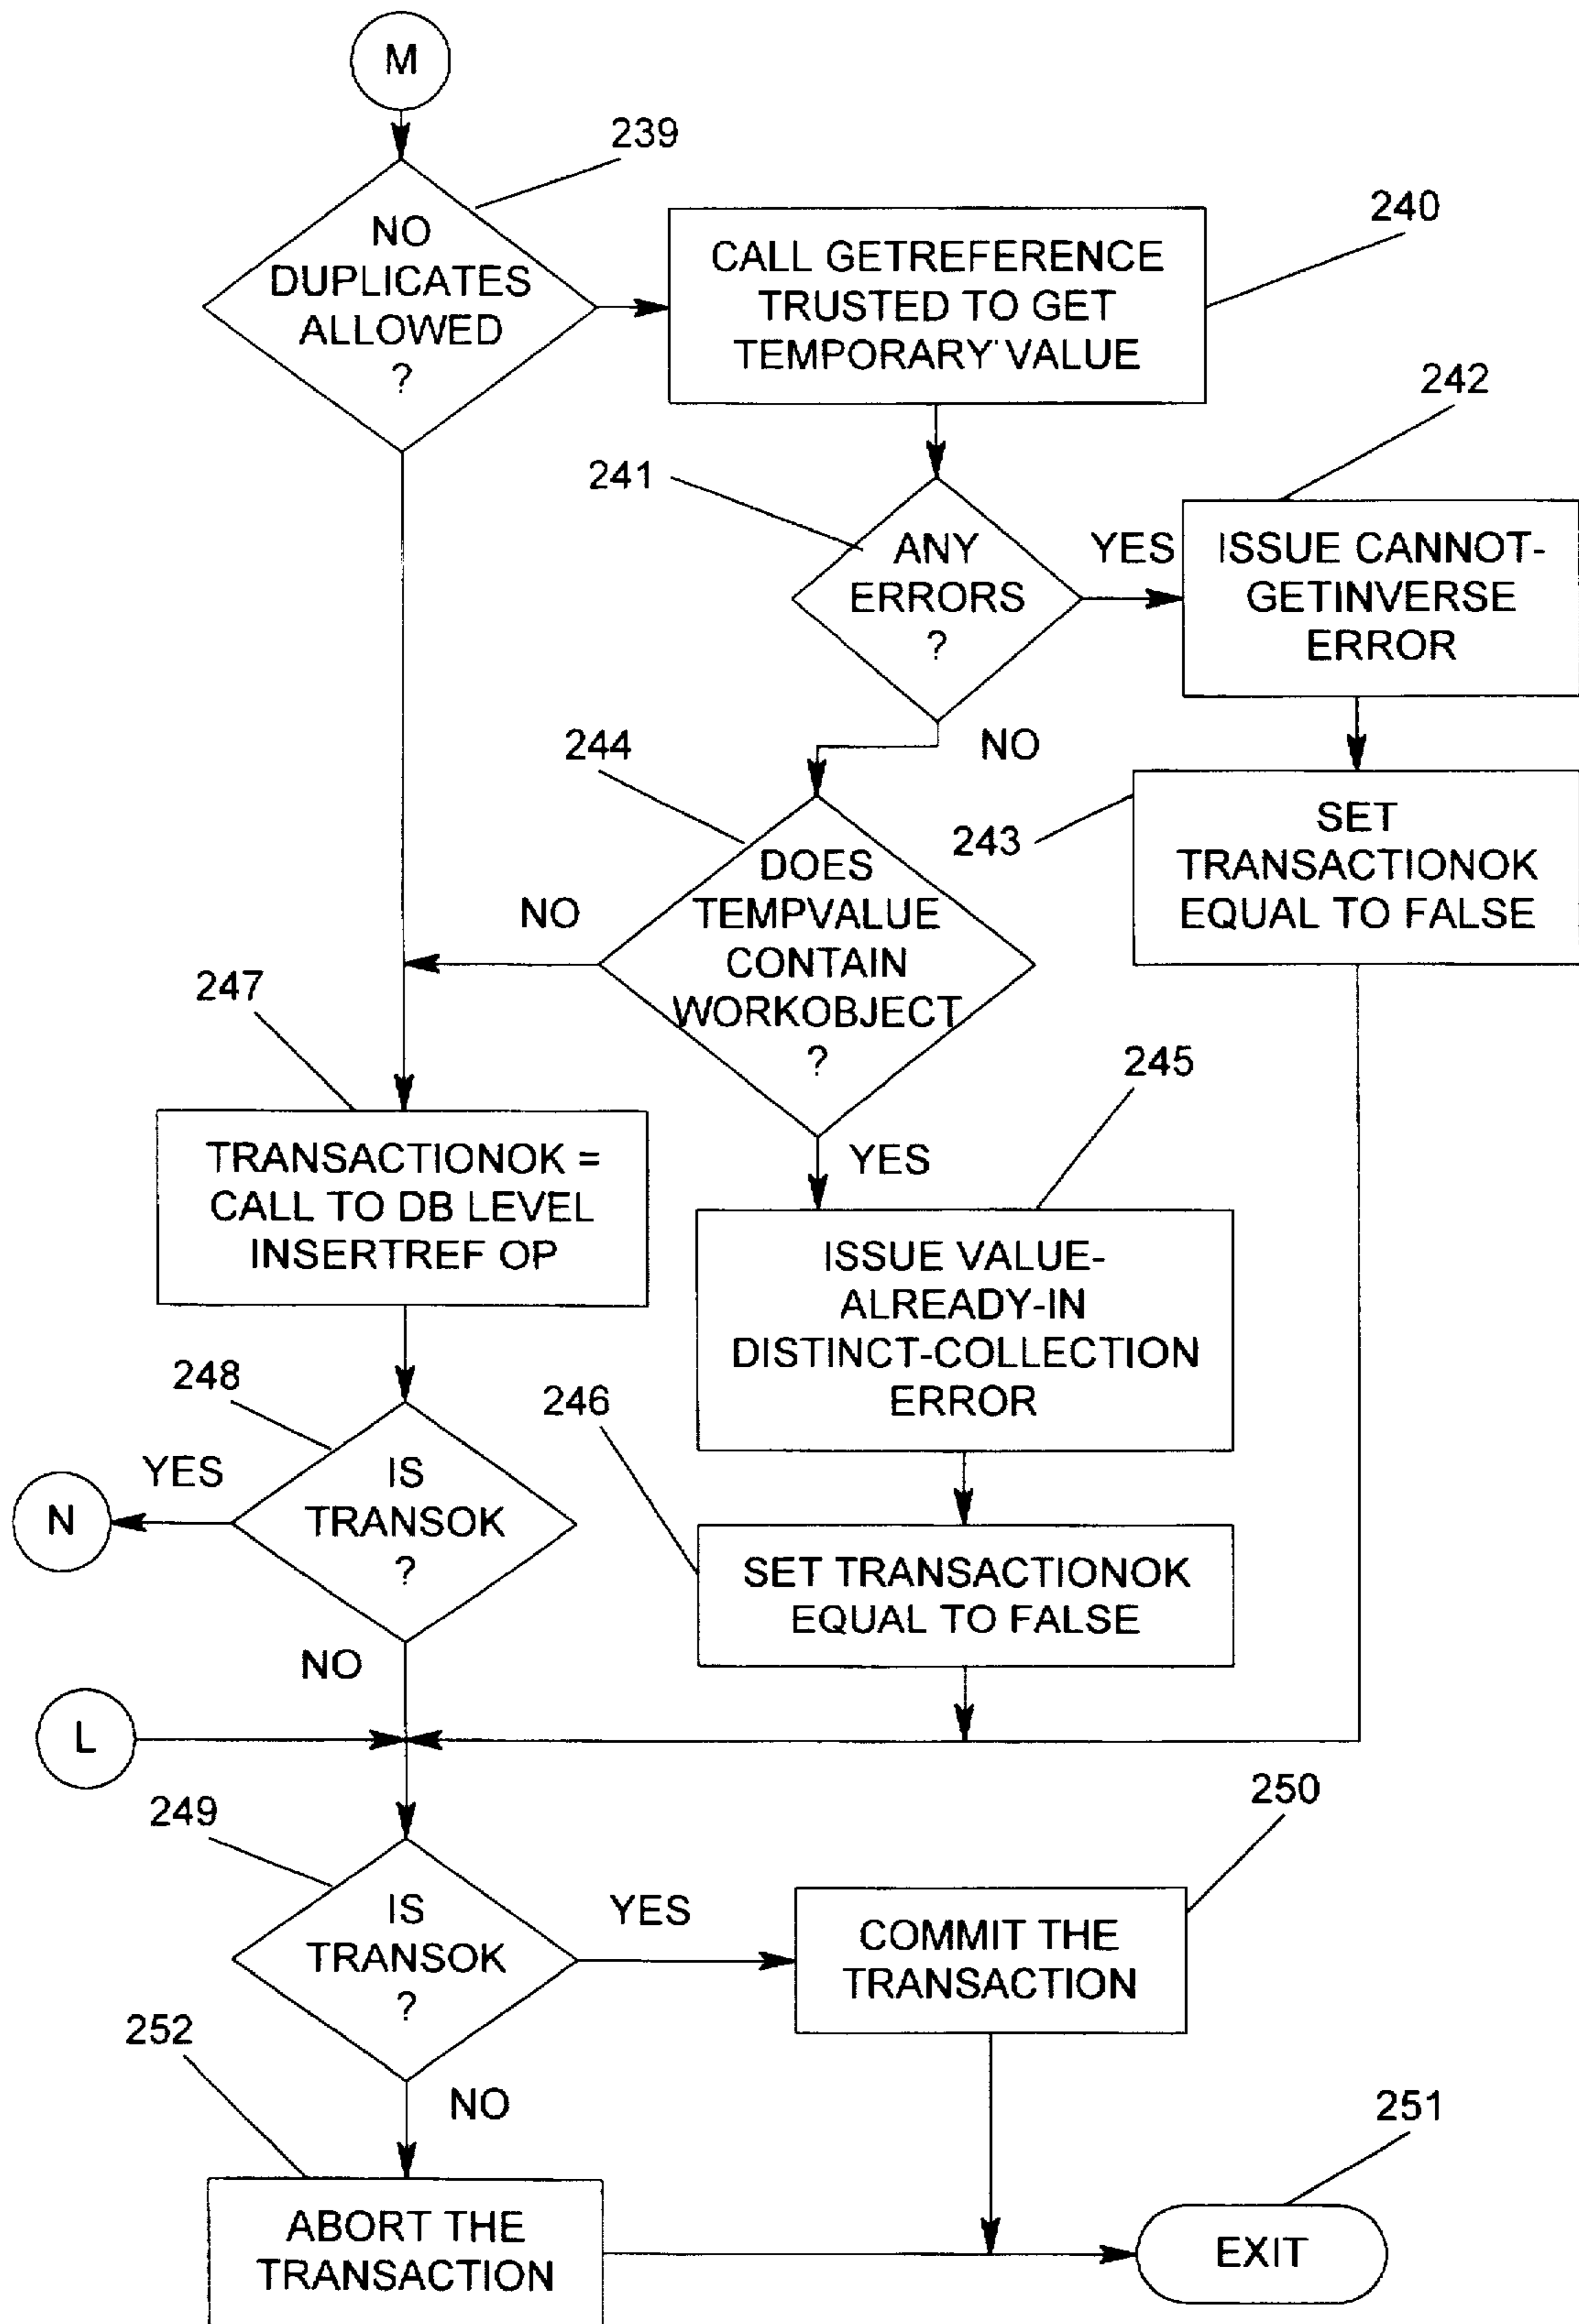 M
239
NO
DUPLICATES
ALLOWED
?
240
CALL GETREFERENCE
TRUSTED TO GET
TEMPORARY VALUE
241
ANY
ERRORS
?
YES
242
ISSUE CANNOT-
GETINVERSE
ERROR
NO
243
SET
TRANSACTIONOK
EQUAL TO FALSE
244
DOES
TEMPVALUE
CONTAIN
WORKOBJECT
?
NO
YES
245
ISSUE VALUE-
ALREADY-IN
DISTINCT-COLLECTION
ERROR
246
SET TRANSACTIONOK
EQUAL TO FALSE
247
TRANSACTIONOK =
CALL TO DB LEVEL
INSERTREF OP
248
IS
TRANSOK
?
YES
N
NO
L
249
IS
TRANSOK
?
YES
250
COMMIT THE
TRANSACTION
NO
252
ABORT THE
TRANSACTION
251
EXIT